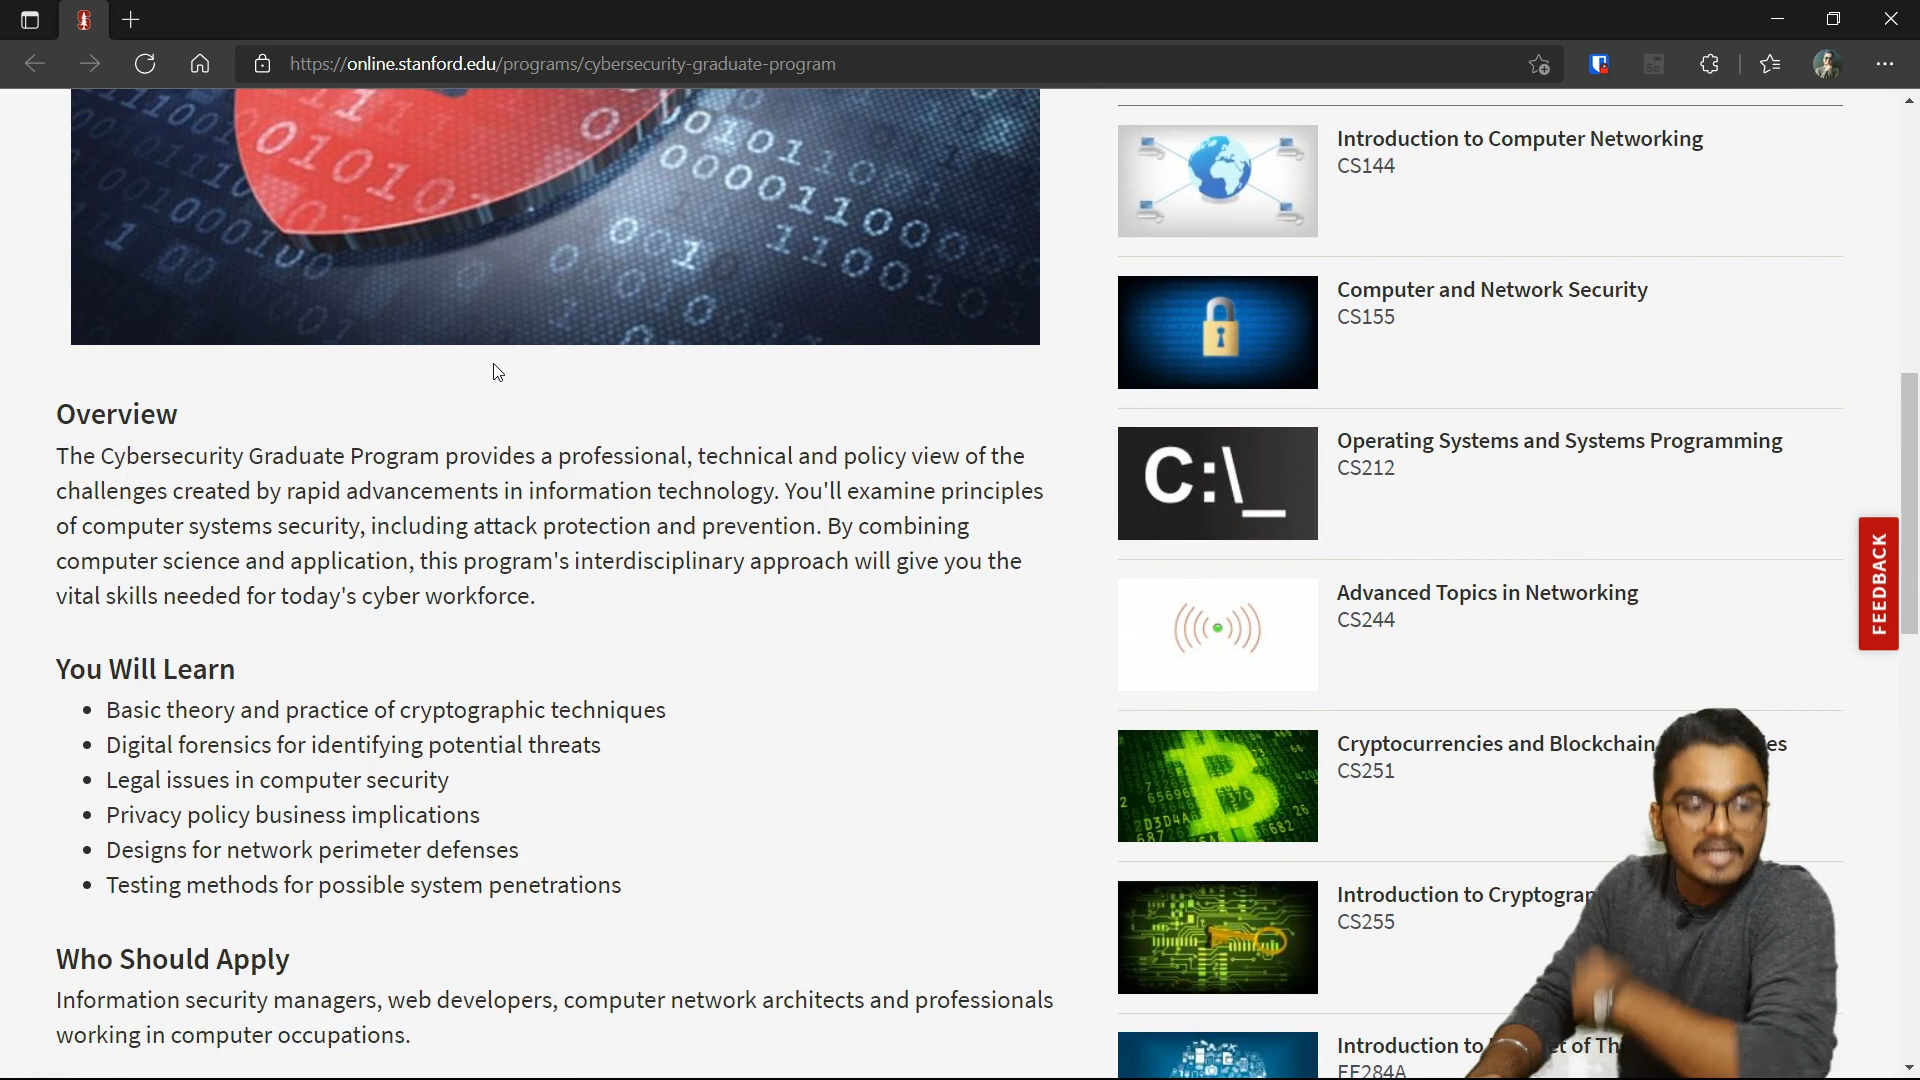 https://online.stanford.edu/programs/cybersecurity-graduate-program
Overview
The Cybersecurity Graduate Program provides a professional, technical and policy view of the
challenges created by rapid advancements in information technology. You'll examine principles
of computer systems security, including attack protection and prevention. By combining
computer science and application, this program's interdisciplinary approach will give you the
vital skills needed for today's cyber workforce.
You Will Learn
Basic theory and practice of cryptographic techniques
Digital forensics for identifying potential threats
Legal issues in computer security
Privacy policy business implications
Designs for network perimeter defenses
Testing methods for possible system penetrations
Who Should Apply
Information security managers, web developers, computer network architects and professionals
working in computer occupations.
Introduction to Computer Networking
CS144
Computer and Network Security
CS155
C:\_
Operating Systems and Systems Programming
CS212
Advanced Topics in Networking
CS244
Cryptocurrencies and Blockchain
CS251
Introduction to
CS255
Introduction to
EE284A
FEEDBACK